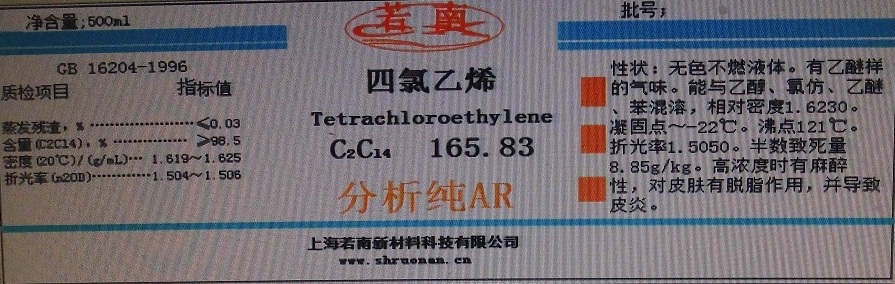 净含量;500ml
若南
批号;
GB 16204-1996
质检项目 指标值
蒸发残渣,% ⋯⋯⋯⋯⋯⋯ ≤0.03
含量(C2C14),% ⋯⋯⋯⋯⋯ ≥98.5
密度(20℃)/(g/mL)⋯ 1.619~1.625
折光率(n20D)⋯⋯⋯⋯1.504~1.506
四氯乙烯
Tetrachloroethylene
C₂C₁₄ 165.83
分析纯AR
性状:无色不燃液体。有乙醚样
的气味。能与乙醇、氯仿、乙醚
、苯混溶,相对密度1.6230。
凝固点~-22℃。沸点121℃。
折光率1.5050。半数致死量
8.85g/kg。高浓度时有麻醉
性,对皮肤有脱脂作用,并导致
皮炎。
上海若南新材料科技有限公司
www.shruonan.cn